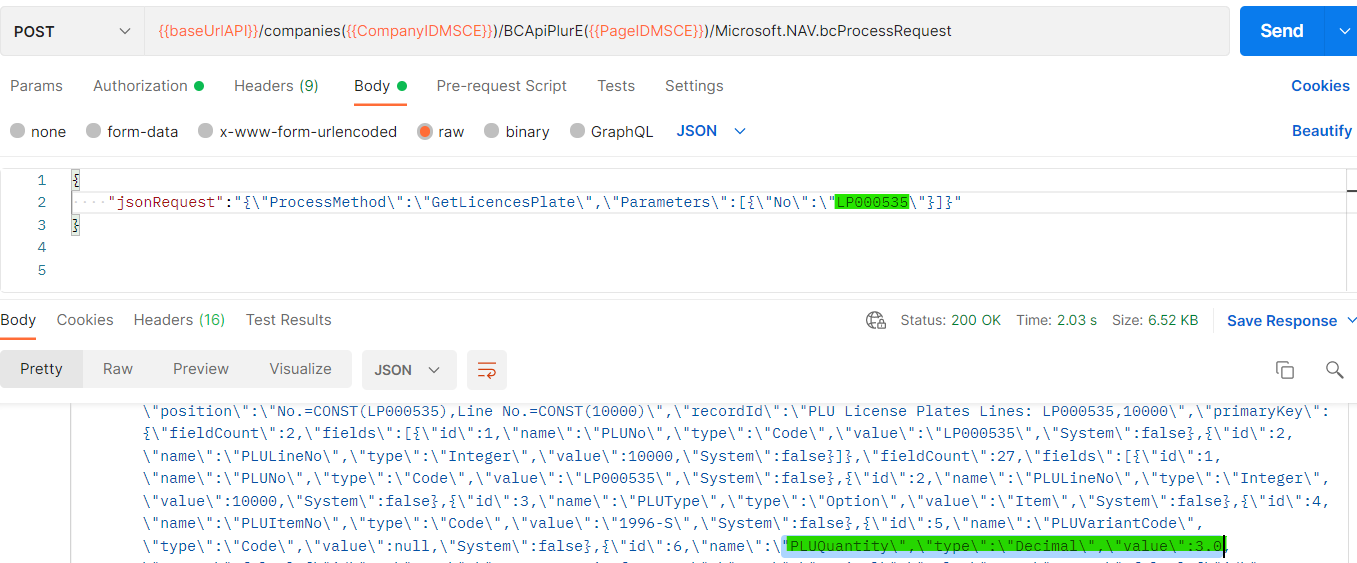 POST
{{baseUrlAPI}}/companies({{CompanyIDMSCE}})/BCApiPlurE({{PageIDMSCE}})/Microsoft.NAV.bcProcessRequest
Send
Params Authorization Headers (9) Body Pre-request Script Tests Settings Cookies
none form-data x-www-form-urlencoded raw binary GraphQL JSON Beautify
1 {
2 "jsonRequest":"{\"ProcessMethod\":\"GetLicencesPlate\",\"Parameters\":[{\"No\":\"LP000535\"}]}"
3 }
4
5
Body Cookies Headers (16) Test Results Status: 200 OK Time: 2.03 s Size: 6.52 KB Save Response
Pretty Raw Preview Visualize JSON
\"position\":\"No.=CONST(LP000535),Line No.=CONST(10000)\",\"recordId\":\"PLU License Plates Lines: LP000535,10000\",\"primaryKey\":
{\"fieldCount\":2,\"fields\":[{\"id\":1,\"name\":\"PLUNo\",\"type\":\"Code\",\"value\":\"LP000535\",\"System\":false},{\"id\":2,
\"name\":\"PLULineNo\",\"type\":\"Integer\",\"value\":10000,\"System\":false}]},\"fieldCount\":27,\"fields\":[{\"id\":1,
\"name\":\"PLUNo\",\"type\":\"Code\",\"value\":\"LP000535\",\"System\":false},{\"id\":2,\"name\":\"PLULineNo\",\"type\":\"Integer\",
\"value\":10000,\"System\":false},{\"id\":3,\"name\":\"PLUType\",\"type\":\"Option\",\"value\":\"Item\",\"System\":false},{\"id\":4,
\"name\":\"PLUItemNo\",\"type\":\"Code\",\"value\":\"1996-S\",\"System\":false},{\"id\":5,\"name\":\"PLUVariantCode\",
\"type\":\"Code\",\"value\":null,\"System\":false},{\"id\":6,\"name\":\"PLUQuantity\",\"type\":\"Decimal\",\"value\":3.0,